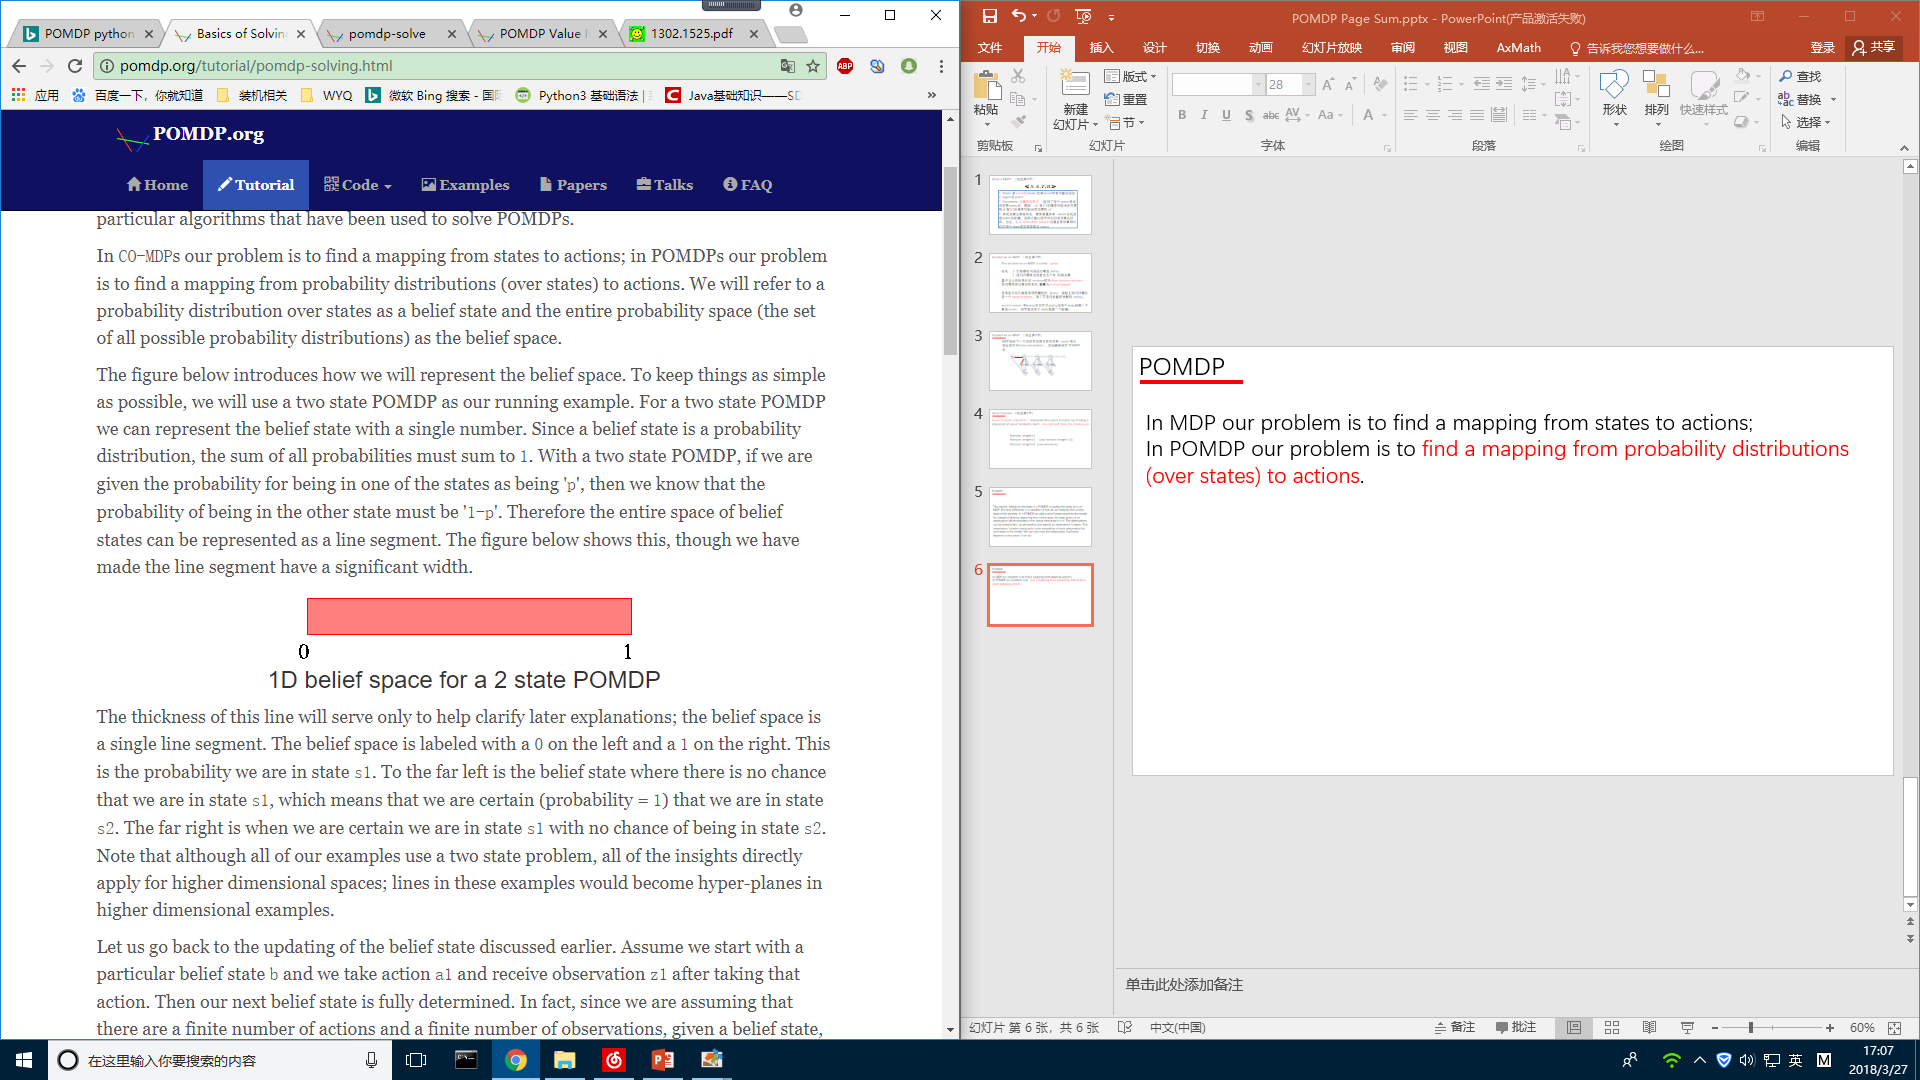 POMDP python
Basics of Solving
pomdp-solve
POMDP Value I
1302.1525.pdf
pomdp.org/tutorial/pomdp-solving.html
应用
百度一下，你就知道
装机相关
WYQ
微软 Bing 搜索 - 国际
Python3 基础语法 |
Java基础知识——SD
POMDP.org
Home
Tutorial
Code
Examples
Papers
Talks
FAQ
particular algorithms that have been used to solve POMDPs.
In CO-MDPs our problem is to find a mapping from states to actions; in POMDPs our problem
is to find a mapping from probability distributions (over states) to actions. We will refer to a
probability distribution over states as a belief state and the entire probability space (the set
of all possible probability distributions) as the belief space.
The figure below introduces how we will represent the belief space. To keep things as simple
as possible, we will use a two state POMDP as our running example. For a two state POMDP
we can represent the belief state with a single number. Since a belief state is a probability
distribution, the sum of all probabilities must sum to 1. With a two state POMDP, if we are
given the probability for being in one of the states as being 'p', then we know that the
probability of being in the other state must be '1-p'. Therefore the entire space of belief
states can be represented as a line segment. The figure below shows this, though we have
made the line segment have a significant width.
0 1
1D belief space for a 2 state POMDP
The thickness of this line will serve only to help clarify later explanations; the belief space is
a single line segment. The belief space is labeled with a 0 on the left and a 1 on the right. This
is the probability we are in state s1. To the far left is the belief state where there is no chance
that we are in state s1, which means that we are certain (probability = 1) that we are in state
s2. The far right is when we are certain we are in state s1 with no chance of being in state s2.
Note that although all of our examples use a two state problem, all of the insights directly
apply for higher dimensional spaces; lines in these examples would become hyper-planes in
higher dimensional examples.
Let us go back to the updating of the belief state discussed earlier. Assume we start with a
particular belief state b and we take action a1 and receive observation z1 after taking that
action. Then our next belief state is fully determined. In fact, since we are assuming that
there are a finite number of actions and a finite number of observations, given a belief state,
POMDP Page Sum.pptx - PowerPoint(产品激活失败)
文件 开始 插入 设计 切换 动画 幻灯片放映 审阅 视图 AxMath 告诉我您想要做什么... 登录 共享
粘贴
剪贴板
新建
幻灯片
版式
重置
节
幻灯片
28
字体
段落
形状
排列
快速样式
绘图
查找
替换
选择
编辑
1
2
3
4
5
6
POMDP
In MDP our problem is to find a mapping from states to actions;
In POMDP our problem is to find a mapping from probability distributions
(over states) to actions.
单击此处添加备注
幻灯片 第 6 张，共 6 张
中文(中国)
备注
批注
60%
在这里输入你要搜索的内容
英
M
17:07
2018/3/27